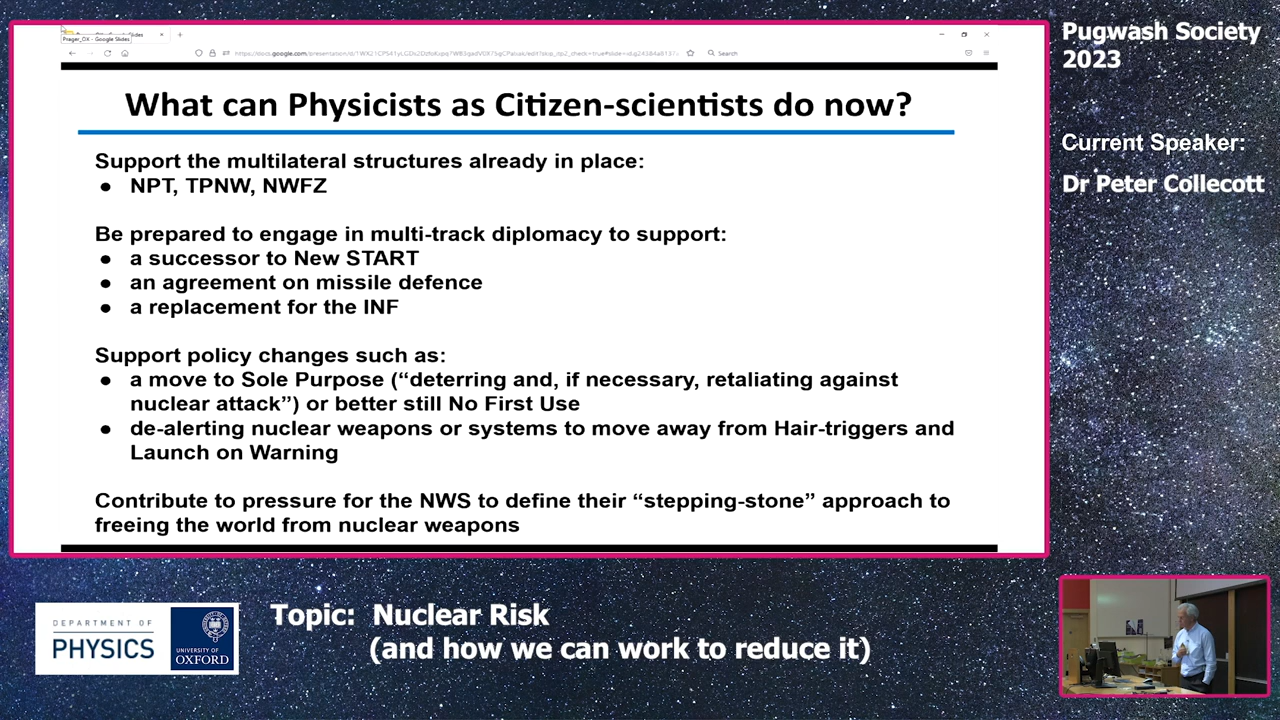 Prager_OX - Google Slides
Search
What can Physicists as Citizen-scientists do now?
Support the multilateral structures already in place:
● NPT, TPNW, NWFZ
Be prepared to engage in multi-track diplomacy to support:
● a successor to New START
● an agreement on missile defence
● a replacement for the INF
Support policy changes such as:
● a move to Sole Purpose (“deterring and, if necessary, retaliating against
nuclear attack”) or better still No First Use
● de-alerting nuclear weapons or systems to move away from Hair-triggers and
Launch on Warning
Contribute to pressure for the NWS to define their “stepping-stone” approach to
freeing the world from nuclear weapons
Pugwash Society
2023
Current Speaker:
Dr Peter Collecott
DEPARTMENT OF
PHYSICS
UNIVERSITY OF
OXFORD
Topic: Nuclear Risk
(and how we can work to reduce it)